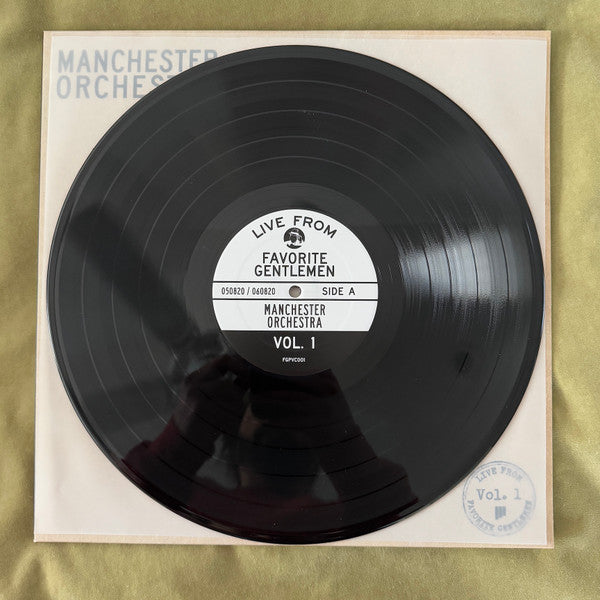 MANCHESTER
ORCHEST
LIVE FROM
FAVORITE
GENTLEMEN
050820 / 060820 SIDE A
MANCHESTER
ORCHESTRA
VOL. 1
FGPVC001
LIVE FROM
Vol. 1
FAVORITE GENTLEMEN